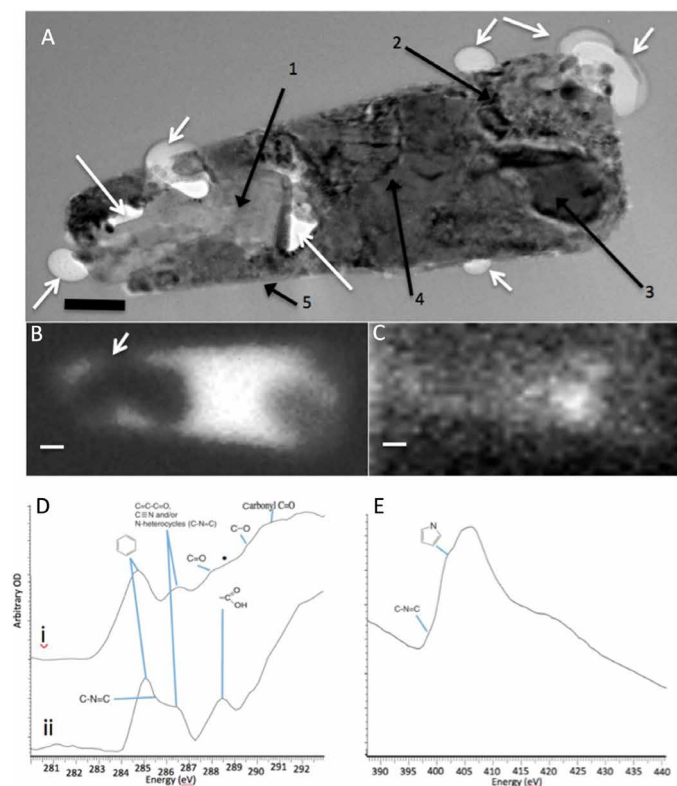 A
1
2
3
4
5
B
C
D
C=C-C=O,
C≡N and/or
N-heterocycles (C-N=C)
Carbonyl C=O
C=O
•
C-O
O
OH
C-N=C
i
ii
Arbitrary OD
281 282 283 284 285 286 287 288 289 290 291 292
Energy (eV)
E
N
C-N=C
390 395 400 405 410 415 420 425 430 435 440
Energy (eV)